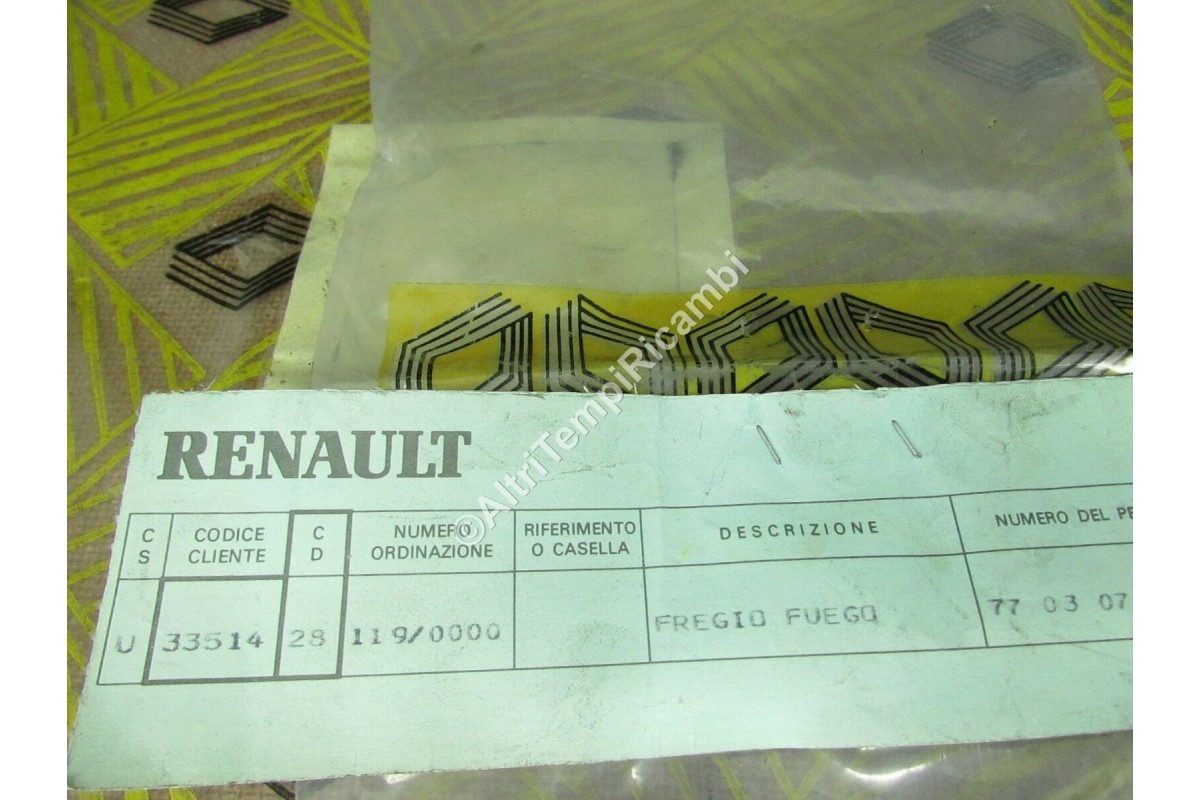 ©AltriTempiRicambi
RENAULT
C S
CODICE CLIENTE
C D
NUMERO ORDINAZIONE
RIFERIMENTO O CASELLA
DESCRIZIONE
NUMERO DEL
U 33514 28 119/0000 FREGIO FUEGO 77 03 07